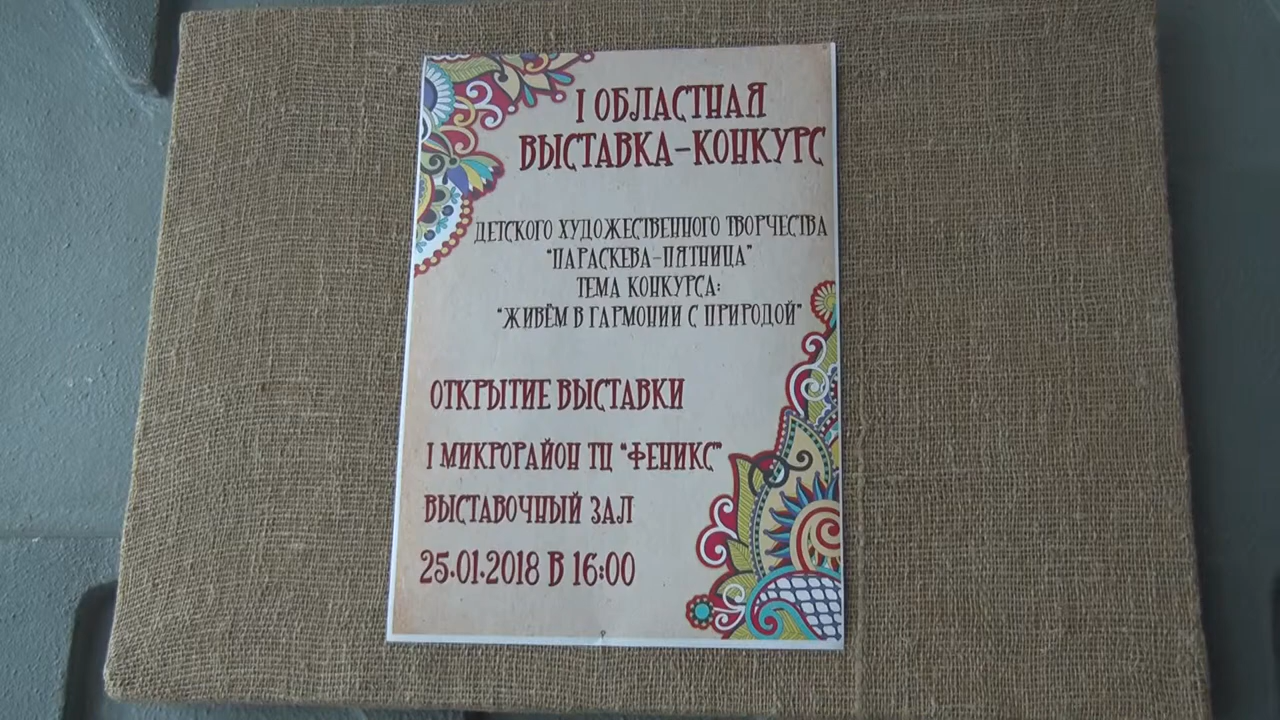 I ОБЛАСТНАЯ
ВЫСТАВКА-КОНКУРС
ДЕТСКОГО ХУДОЖЕСТВЕННОГО ТВОРЧЕСТВА
"ПАРАСКЕВА-ПЯТНИЦА"
ТЕМА КОНКУРСА:
"ЖИВЁМ В ГАРМОНИИ С ПРИРОДОЙ"
ОТКРЫТИЕ ВЫСТАВКИ
I МИКРОРАЙОН ТЦ "ФЕНИКС"
ВЫСТАВОЧНЫЙ ЗАЛ
25.01.2018 В 16:00